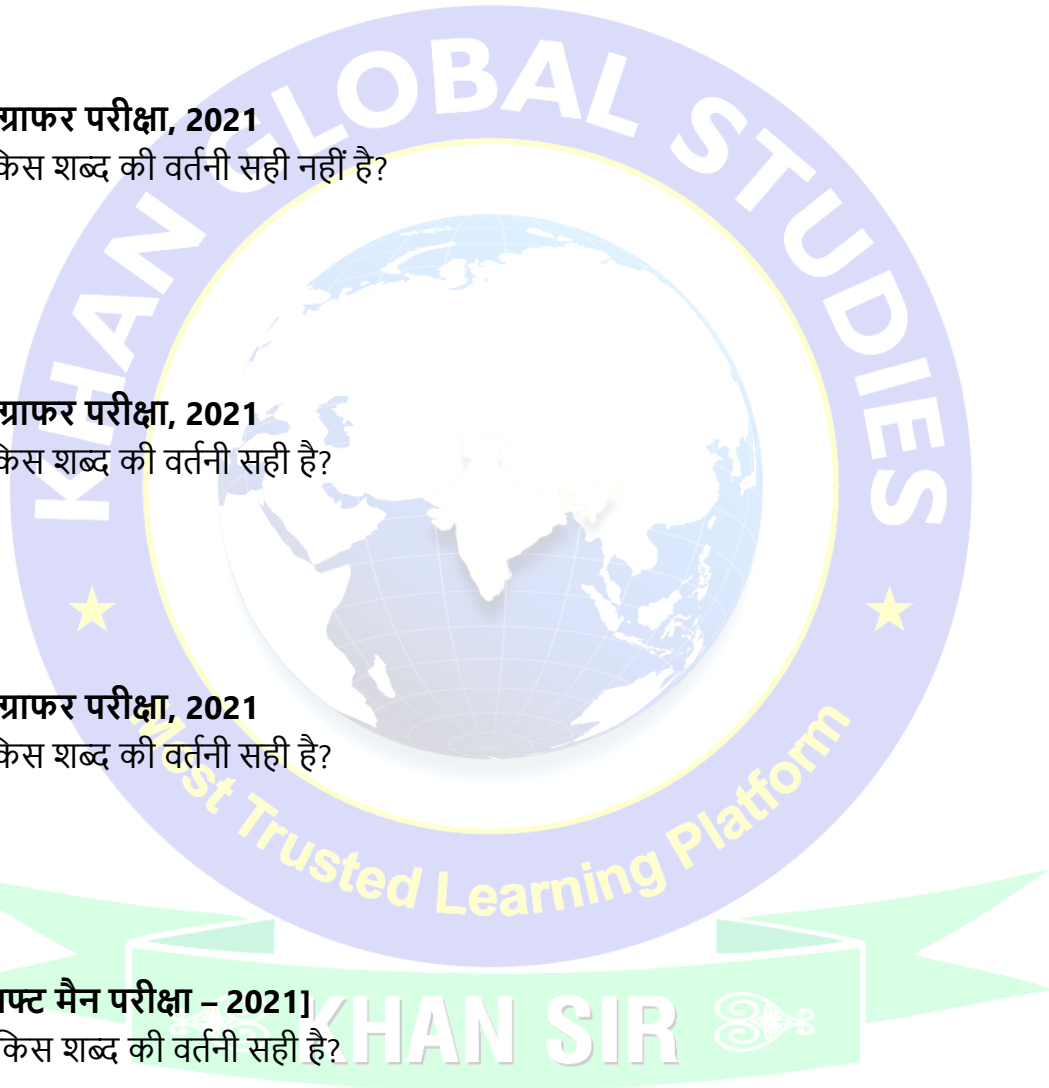 KHAN GLOBAL STUDIES
ग्राफर परीक्षा, 2021
किस शब्द की वर्तनी सही नहीं है?
ग्राफर परीक्षा, 2021
किस शब्द की वर्तनी सही है?
ग्राफर परीक्षा, 2021
किस शब्द की वर्तनी सही है?
Most Trusted Learning Platform
फ्ट मैन परीक्षा – 2021]
किस शब्द की वर्तनी सही है?
KHAN SIR